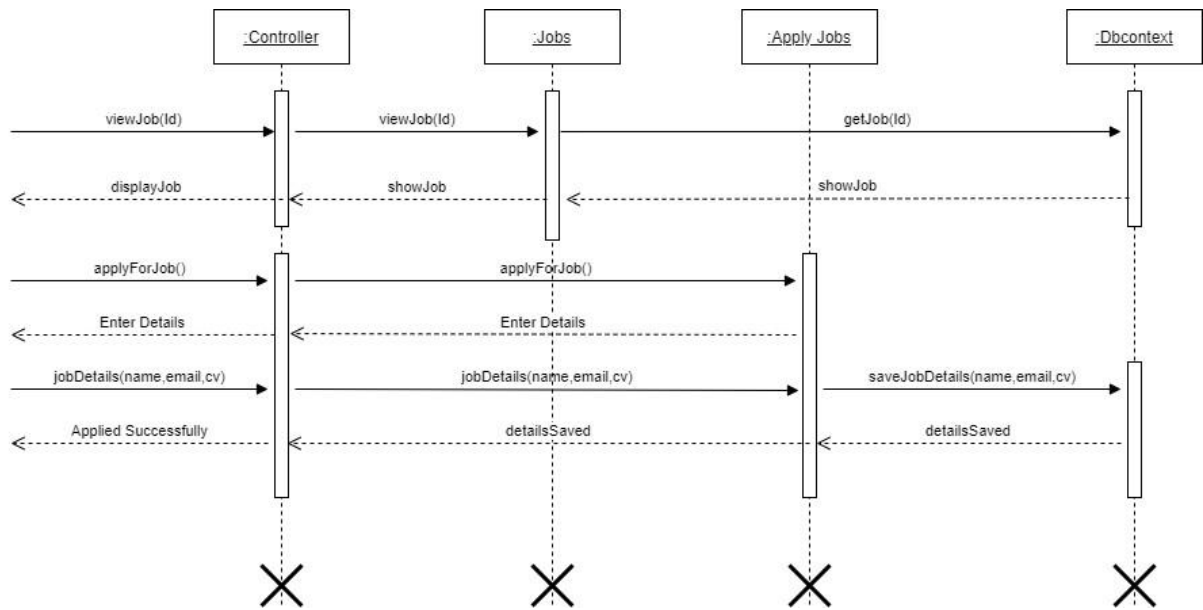 :Controller
:Jobs
:Apply Jobs
:Dbcontext
viewJob(Id)
viewJob(Id)
getJob(Id)
displayJob
showJob
showJob
applyForJob()
applyForJob()
Enter Details
Enter Details
jobDetails(name,email,cv)
jobDetails(name,email,cv)
saveJobDetails(name,email,cv)
Applied Successfully
detailsSaved
detailsSaved